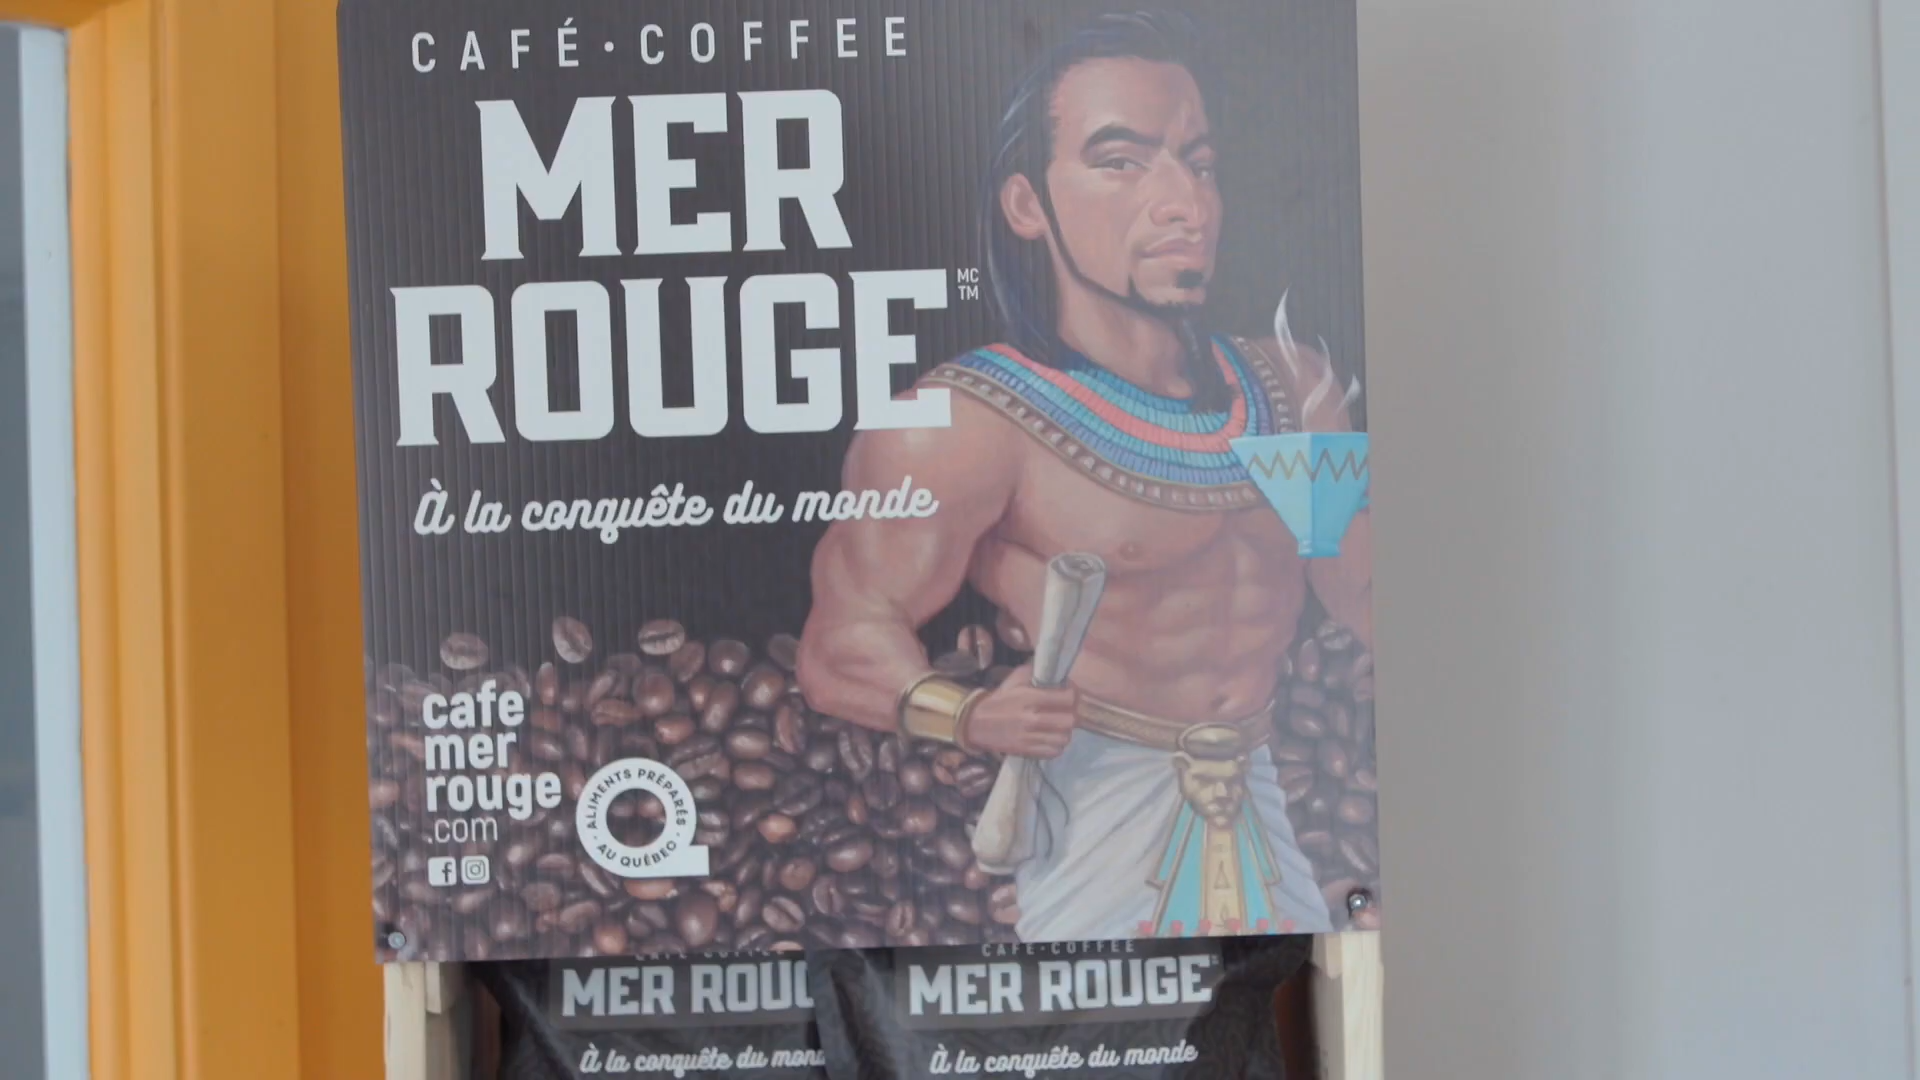 CAFÉ·COFFEE
MER
ROUGE
MC
TM
À la conquête du monde
cafe
mer
rouge
.com
ALIMENTS PRÉPARÉS
· AU QUÉBEC ·
CAFÉ·COFFEE
MER ROUG
À la conquête du mon
CAFÉ·COFFEE
MER ROUGE
À la conquête du monde